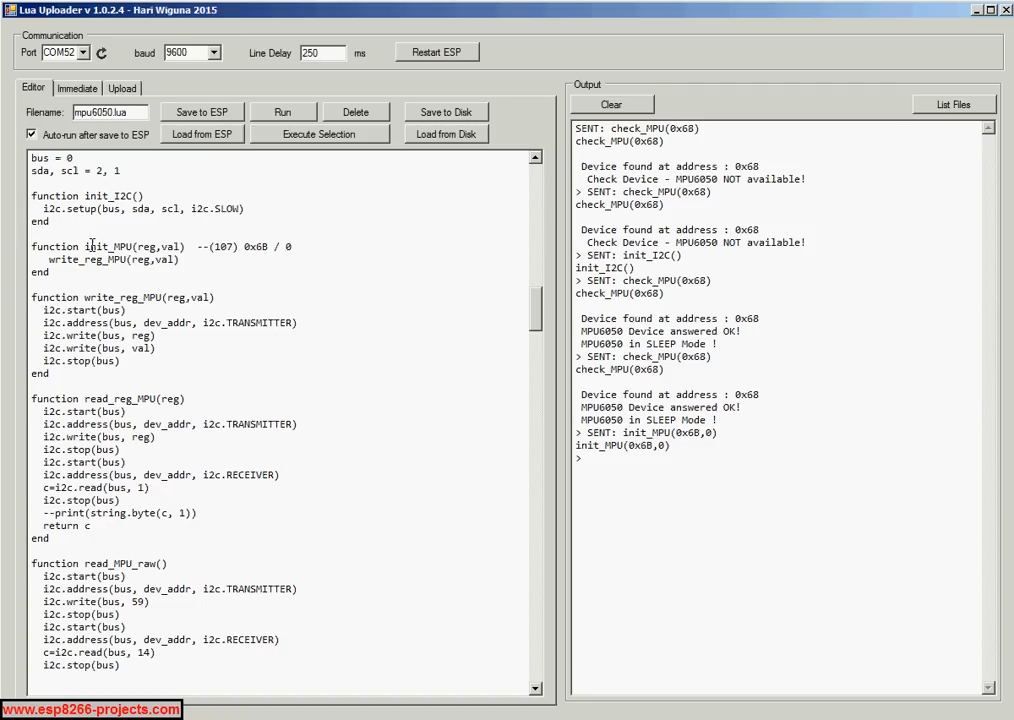 Lua Uploader v 1.0.2.4 - Hari Wiguna 2015
Communication
Port COM52 baud 9600 Line Delay 250 ms Restart ESP
Editor Immediate Upload
Filename: mpu6050.lua Save to ESP Run Delete Save to Disk
Auto-run after save to ESP Load from ESP Execute Selection Load from Disk
bus = 0
sda, scl = 2, 1
function init_I2C()
i2c.setup(bus, sda, scl, i2c.SLOW)
end
function init_MPU(reg,val) --(107) 0x6B / 0
write_reg_MPU(reg,val)
end
function write_reg_MPU(reg,val)
i2c.start(bus)
i2c.address(bus, dev_addr, i2c.TRANSMITTER)
i2c.write(bus, reg)
i2c.write(bus, val)
i2c.stop(bus)
end
function read_reg_MPU(reg)
i2c.start(bus)
i2c.address(bus, dev_addr, i2c.TRANSMITTER)
i2c.write(bus, reg)
i2c.stop(bus)
i2c.start(bus)
i2c.address(bus, dev_addr, i2c.RECEIVER)
c=i2c.read(bus, 1)
i2c.stop(bus)
--print(string.byte(c, 1))
return c
end
function read_MPU_raw()
i2c.start(bus)
i2c.address(bus, dev_addr, i2c.TRANSMITTER)
i2c.write(bus, 59)
i2c.stop(bus)
i2c.start(bus)
i2c.address(bus, dev_addr, i2c.RECEIVER)
c=i2c.read(bus, 14)
i2c.stop(bus)
Output
Clear List Files
SENT: check_MPU(0x68)
check_MPU(0x68)
Device found at address : 0x68
Check Device - MPU6050 NOT available!
> SENT: check_MPU(0x68)
check_MPU(0x68)
Device found at address : 0x68
Check Device - MPU6050 NOT available!
> SENT: init_I2C()
init_I2C()
> SENT: check_MPU(0x68)
check_MPU(0x68)
Device found at address : 0x68
MPU6050 Device answered OK!
MPU6050 in SLEEP Mode !
> SENT: check_MPU(0x68)
check_MPU(0x68)
Device found at address : 0x68
MPU6050 Device answered OK!
MPU6050 in SLEEP Mode !
> SENT: init_MPU(0x6B,0)
init_MPU(0x6B,0)
>
www.esp8266-projects.com